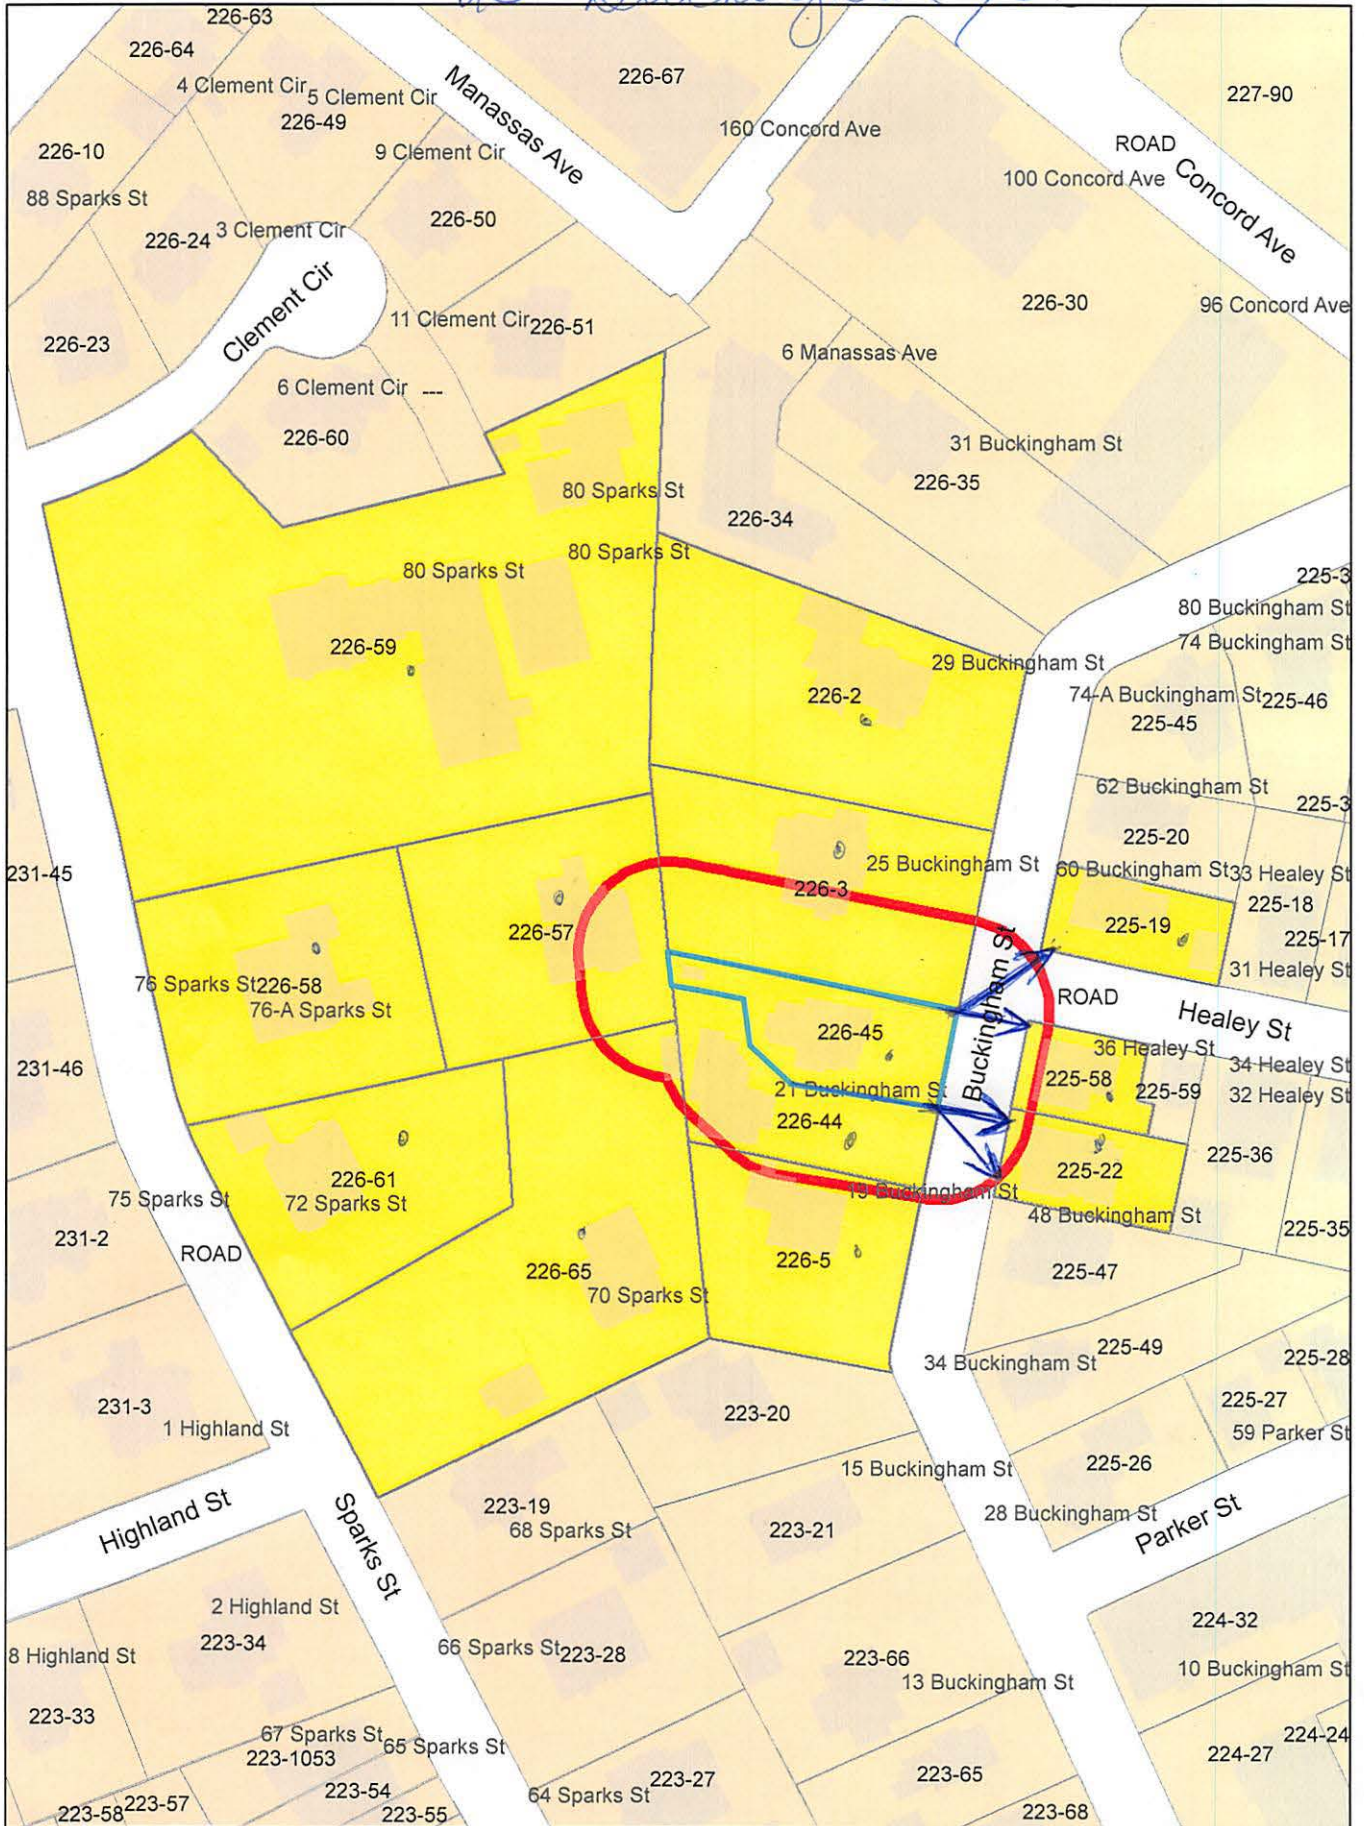 226-63
226-64
4 Clement Cir
5 Clement Cir
226-49
Manassas Ave
226-67
227-90
226-10
9 Clement Cir
160 Concord Ave
ROAD
100 Concord Ave
Concord Ave
88 Sparks St
226-24
3 Clement Cir
226-50
Clement Cir
226-23
11 Clement Cir
226-51
226-30
96 Concord Ave
6 Manassas Ave
6 Clement Cir
---
226-60
31 Buckingham St
226-35
80 Sparks St
226-34
80 Sparks St
80 Sparks St
225-3
80 Buckingham St
74 Buckingham St
226-59
29 Buckingham St
226-2
74-A Buckingham St
225-46
225-45
62 Buckingham St
225-3
225-20
231-45
25 Buckingham St
60 Buckingham St
33 Healey St
226-3
225-18
226-57
225-19
225-17
31 Healey St
76 Sparks St
226-58
76-A Sparks St
Buckingham St
ROAD
Healey St
226-45
36 Healey St
34 Healey St
231-46
225-58
225-59
32 Healey St
21 Buckingham St
226-44
225-36
226-61
225-22
75 Sparks St
72 Sparks St
19 Buckingham St
48 Buckingham St
225-35
231-2
ROAD
226-65
226-5
225-47
70 Sparks St
225-49
34 Buckingham St
225-28
231-3
1 Highland St
223-20
225-27
59 Parker St
15 Buckingham St
225-26
Highland St
Sparks St
223-19
68 Sparks St
223-21
28 Buckingham St
Parker St
2 Highland St
223-34
8 Highland St
66 Sparks St
223-28
223-66
13 Buckingham St
224-32
10 Buckingham St
223-33
67 Sparks St
223-1053
65 Sparks St
224-24
224-27
223-54
64 Sparks St
223-27
223-65
223-58
223-57
223-55
223-68